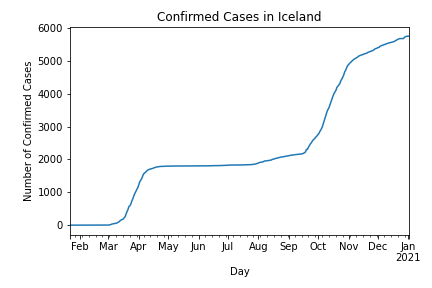 Confirmed Cases in Iceland
Number of Confirmed Cases
6000
5000
4000
3000
2000
1000
0
Feb Mar Apr May Jun Jul Aug Sep Oct Nov Dec Jan
2021
Day